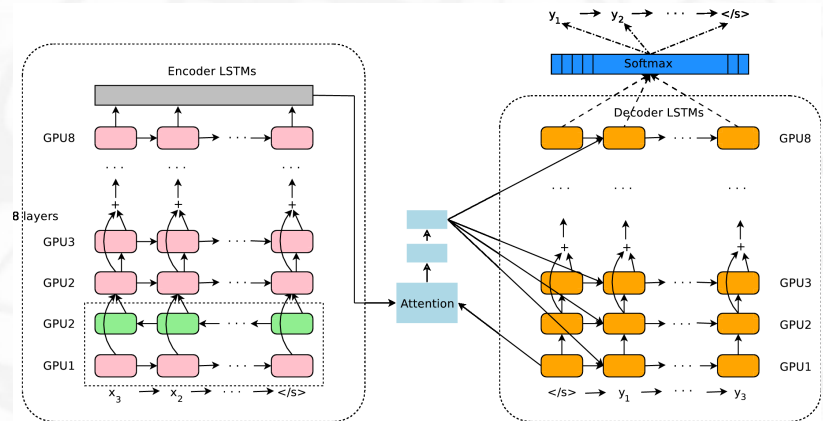 y1 y2 · · · </s>
Softmax
Encoder LSTMs
Decoder LSTMs
GPU8
GPU8
· · ·
· · ·
· · ·
· · ·
· · ·
· · ·
+ +
+
8 layers
GPU3
· · ·
+ + +
GPU2
· · ·
GPU3
· · ·
Attention
GPU2
· · ·
GPU2
· · ·
GPU1
· · ·
GPU1
· · ·
x3 x2 · · · </s>
</s> y1 · · · y3